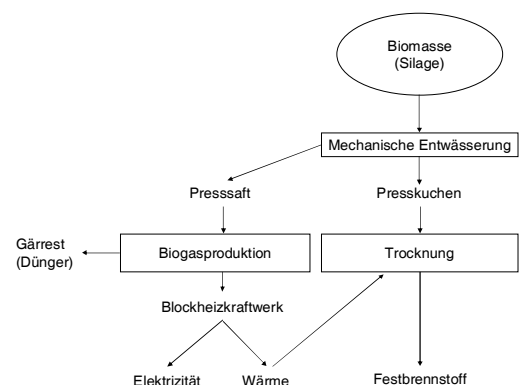 Biomasse
(Silage)
Mechanische Entwässerung
Presssaft
Presskuchen
Gärrest
(Dünger)
Biogasproduktion
Trocknung
Blockheizkraftwerk
Elektrizität
Wärme
Festbrennstoff